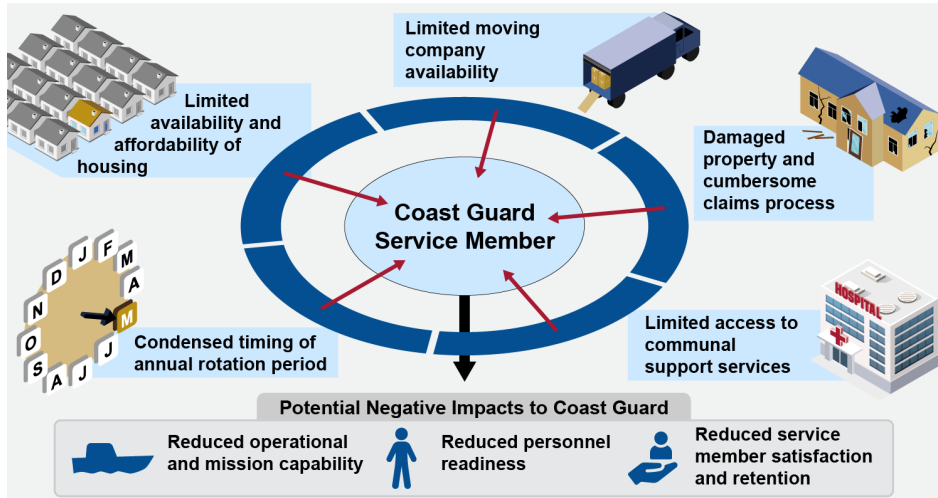 Limited moving
company
availability
Limited
availability and
affordability of
housing
Damaged
property and
cumbersome
claims process
Coast Guard
Service Member
J
F
M
A
M
J
J
A
S
O
N
D
Condensed timing of
annual rotation period
HOSPITAL
Limited access to
communal
support services
Potential Negative Impacts to Coast Guard
Reduced operational
and mission capability
Reduced personnel
readiness
Reduced service
member satisfaction
and retention